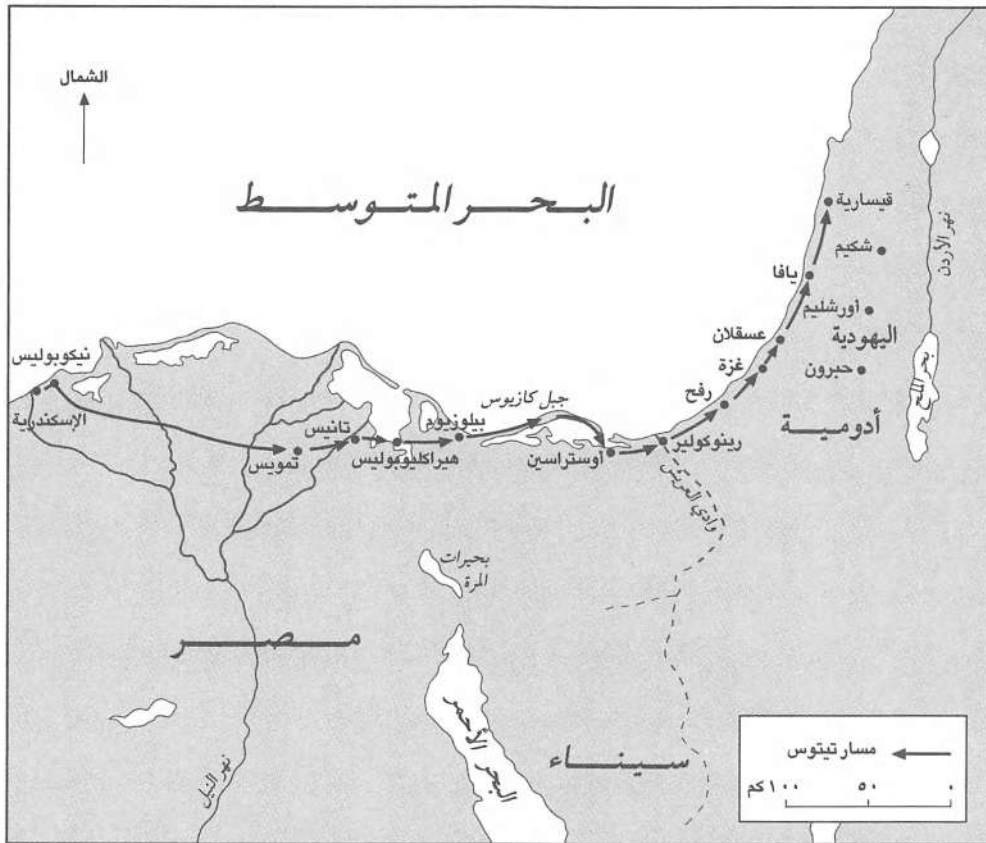 الشمال
البحر المتوسط
قيسارية
شكيم
نهر الأردن
يافا
أورشليم
عسقلان
اليهودية
نيكوبوليس
غزة
حبرون
بحر الملح
جبل كازيوس
رفح
الإسكندرية
بيلوزيوم
أدومية
تانيس
رينوكولير
تمويس
هيراكليوبوليس
أوستراسين
وادي العريش
بحيرات
المرة
مصر
البحر الأحمر
سيناء
نهر النيل
مسار تيتوس
١٠٠ كم
٥٠
٠